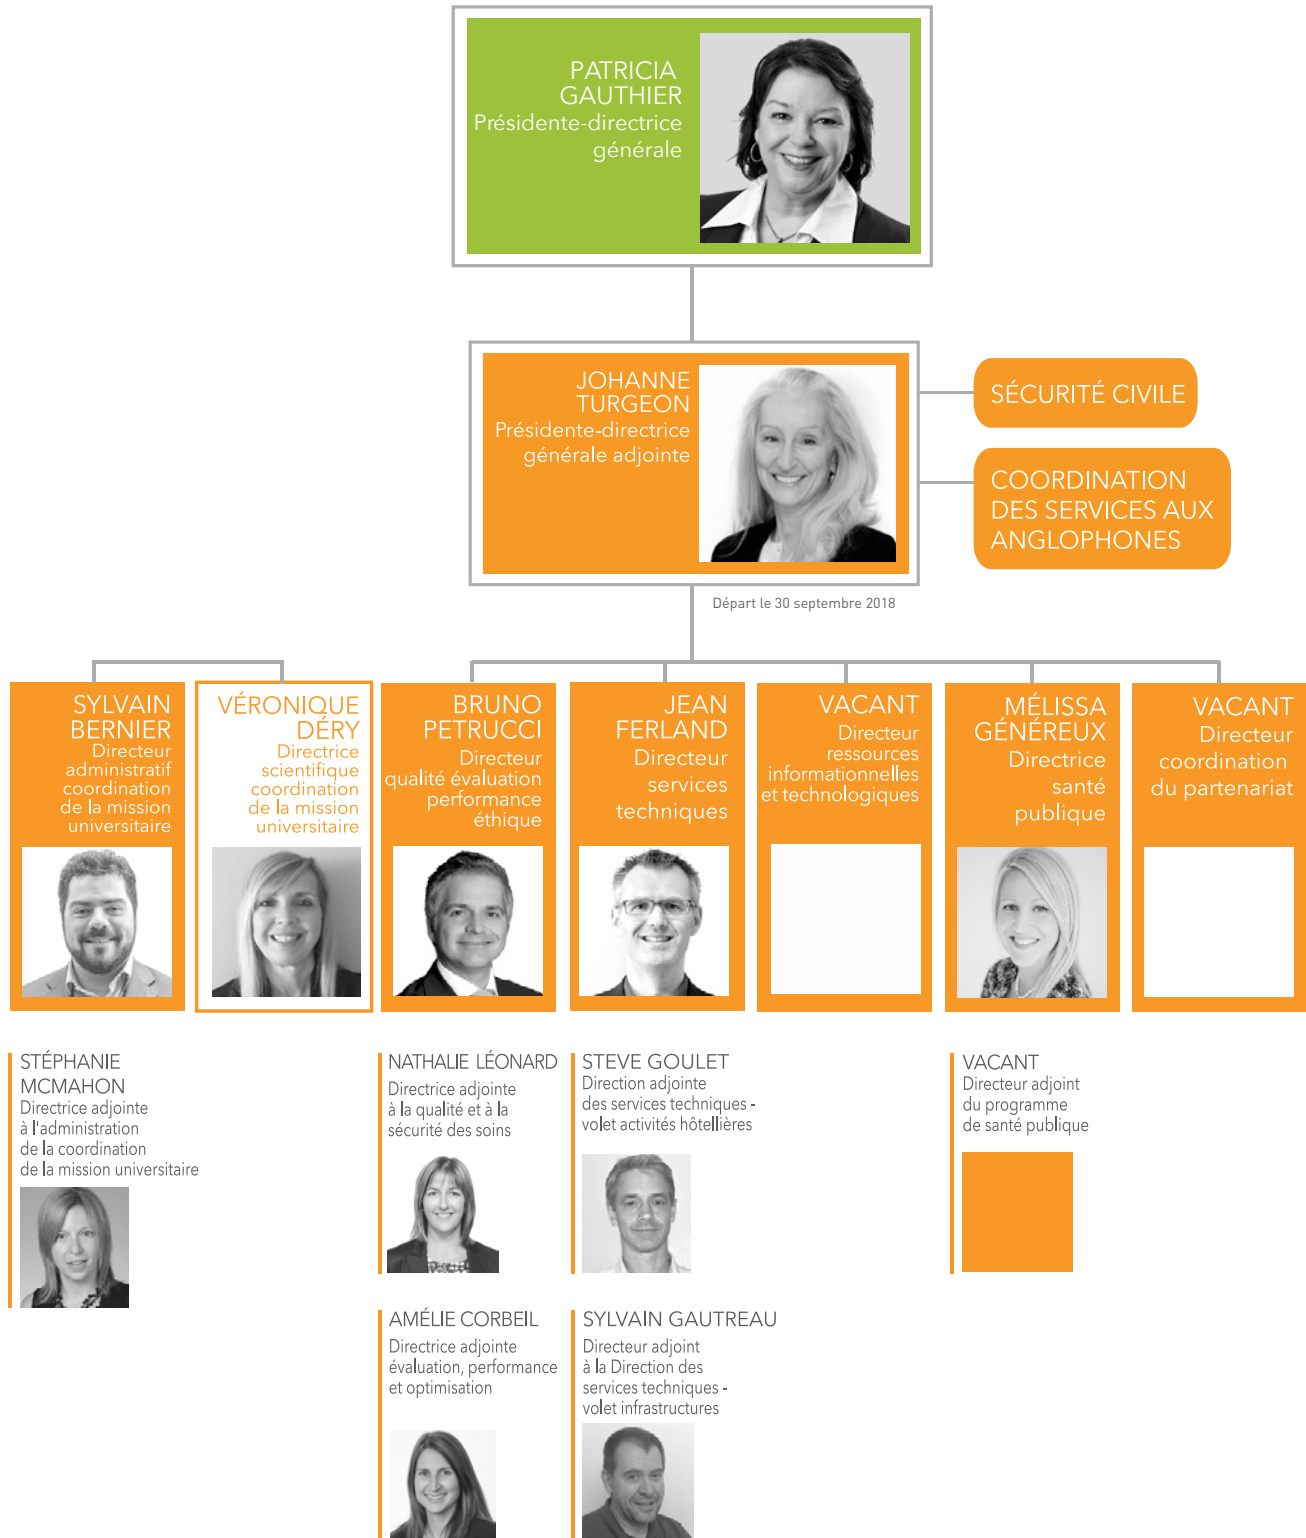 PATRICIA
GAUTHIER
Présidente-directrice
générale
JOHANNE
TURGEON
Présidente-directrice
générale adjointe
SÉCURITÉ CIVILE
COORDINATION
DES SERVICES AUX
ANGLOPHONES
Départ le 30 septembre 2018
SYLVAIN
BERNIER
Directeur
administratif
coordination
de la mission
universitaire
VÉRONIQUE
DÉRY
Directrice
scientifique
coordination
de la mission
universitaire
BRUNO
PETRUCCI
Directeur
qualité évaluation
performance
éthique
JEAN
FERLAND
Directeur
services
techniques
VACANT
Directeur
ressources
informationnelles
et technologiques
MÉLISSA
GÉNÉREUX
Directrice
santé
publique
VACANT
Directeur
coordination
du partenariat
STÉPHANIE
MCMAHON
Directrice adjointe
à l'administration
de la coordination
de la mission universitaire
NATHALIE LÉONARD
Directrice adjointe
à la qualité et à la
sécurité des soins
STEVE GOULET
Direction adjointe
des services techniques -
volet activités hôtellières
VACANT
Directeur adjoint
du programme
de santé publique
AMÉLIE CORBEIL
Directrice adjointe
évaluation, performance
et optimisation
SYLVAIN GAUTREAU
Directeur adjoint
à la Direction des
services techniques -
volet infrastructures